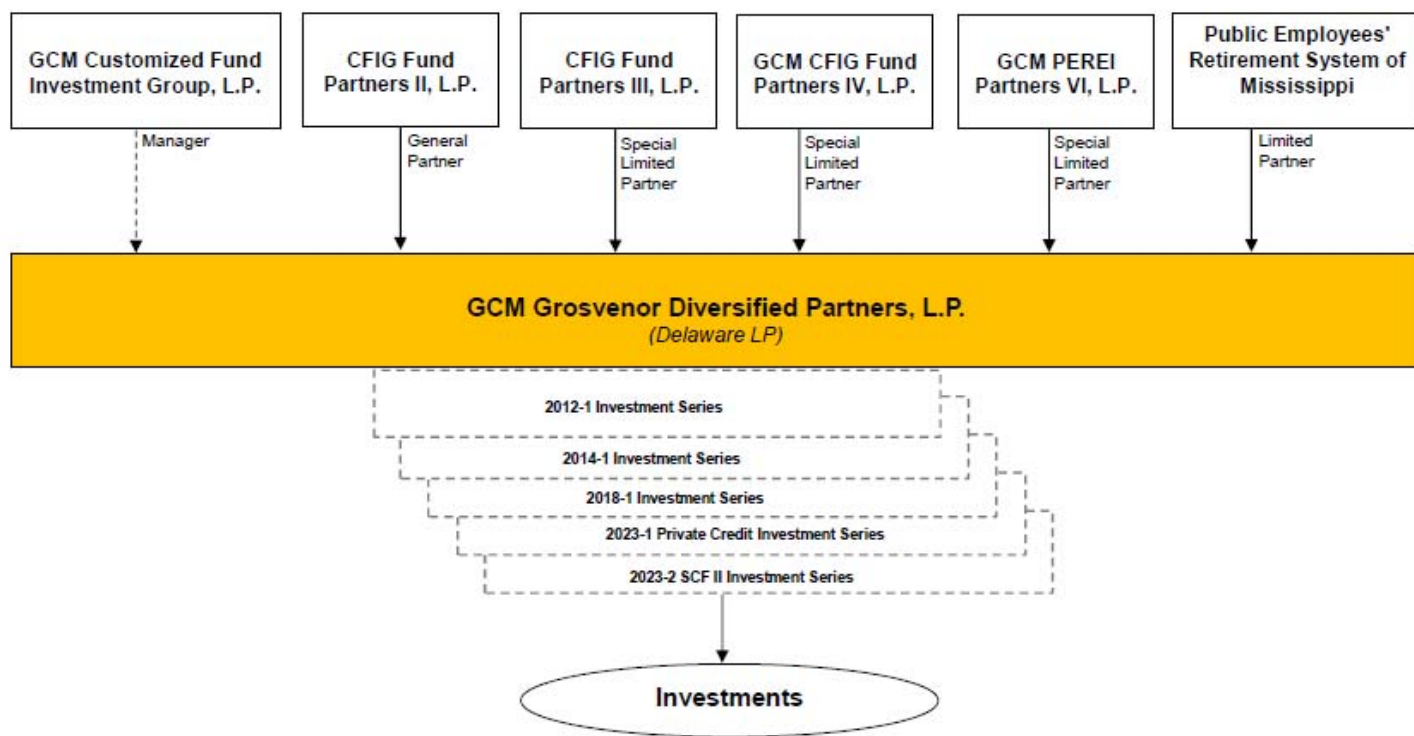 GCM Customized Fund
Investment Group, L.P.
CFIG Fund
Partners II, L.P.
CFIG Fund
Partners III, L.P.
GCM CFIG Fund
Partners IV, L.P.
GCM PEREI
Partners VI, L.P.
Public Employees'
Retirement System of
Mississippi
Manager
General
Partner
Special
Limited
Partner
Special
Limited
Partner
Special
Limited
Partner
Limited
Partner
GCM Grosvenor Diversified Partners, L.P.
(Delaware LP)
2012-1 Investment Series
2014-1 Investment Series
2018-1 Investment Series
2023-1 Private Credit Investment Series
2023-2 SCF II Investment Series
Investments